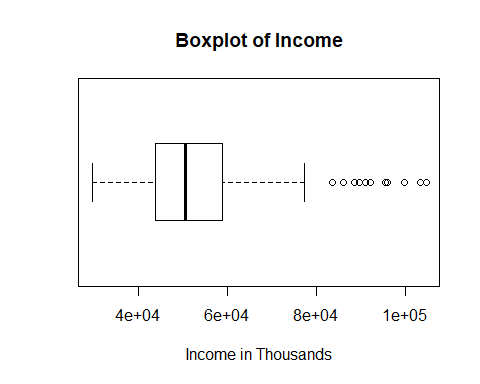 Boxplot of Income
4e+04 6e+04 8e+04 1e+05
Income in Thousands